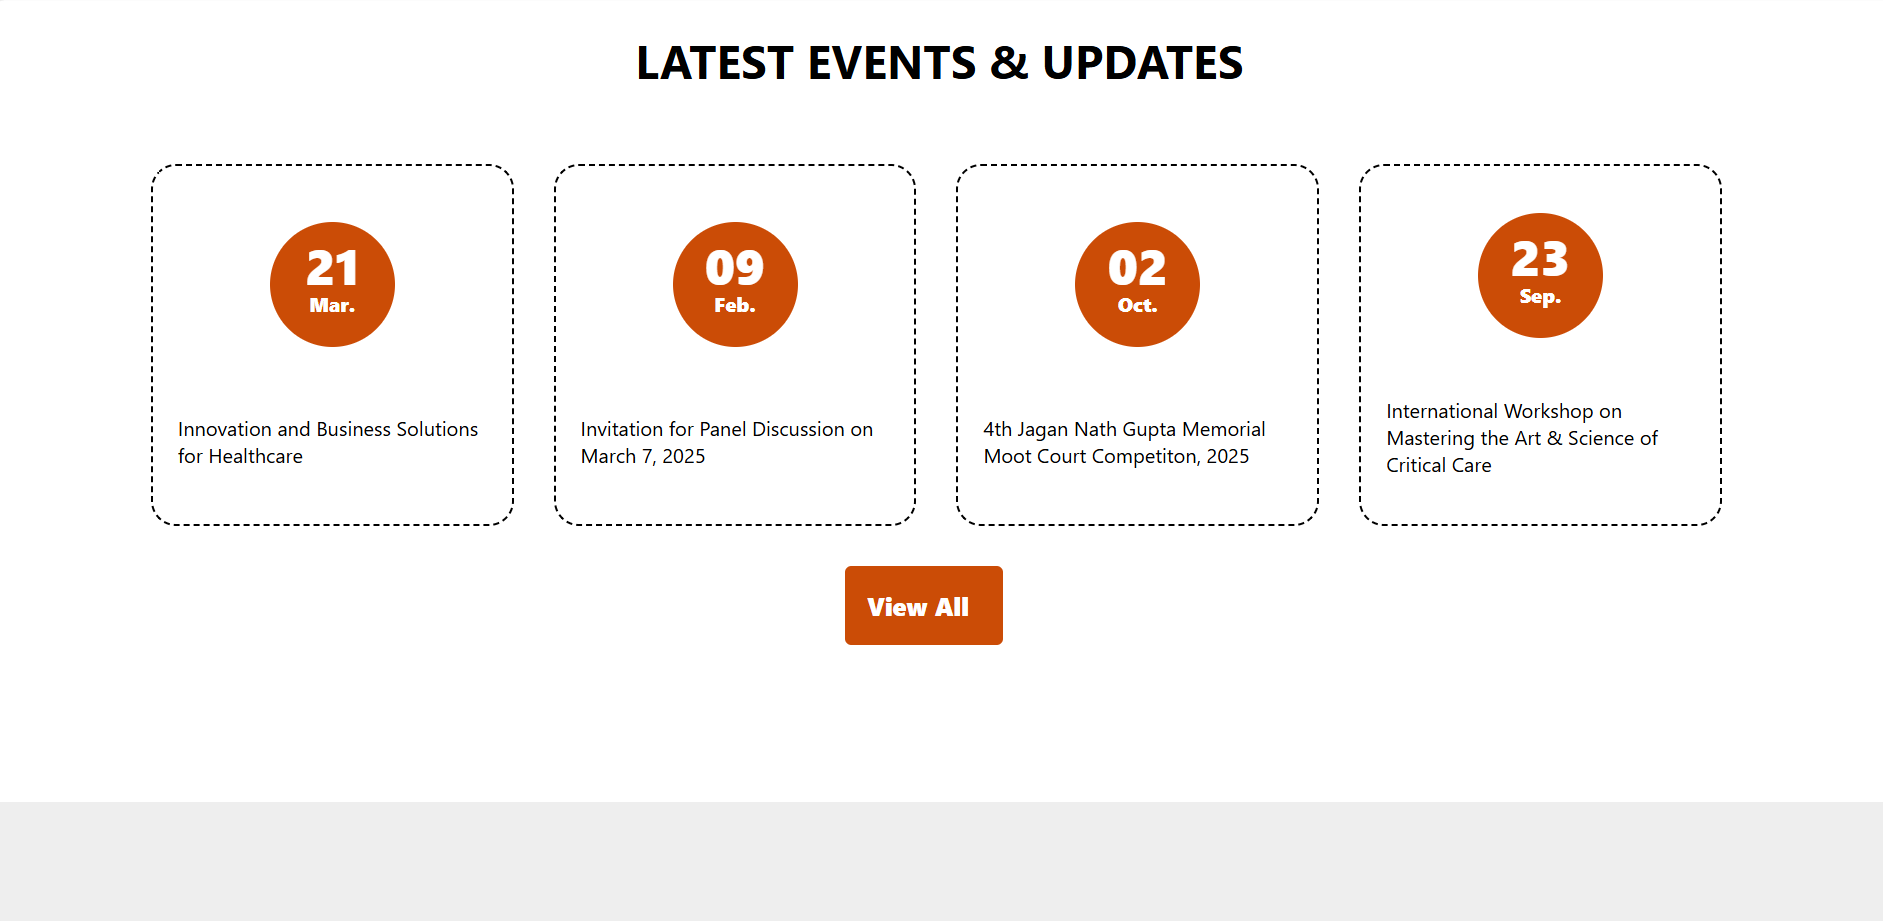 LATEST EVENTS & UPDATES
21
Mar.
Innovation and Business Solutions
for Healthcare
09
Feb.
Invitation for Panel Discussion on
March 7, 2025
02
Oct.
4th Jagan Nath Gupta Memorial
Moot Court Competiton, 2025
23
Sep.
International Workshop on
Mastering the Art & Science of
Critical Care
View All